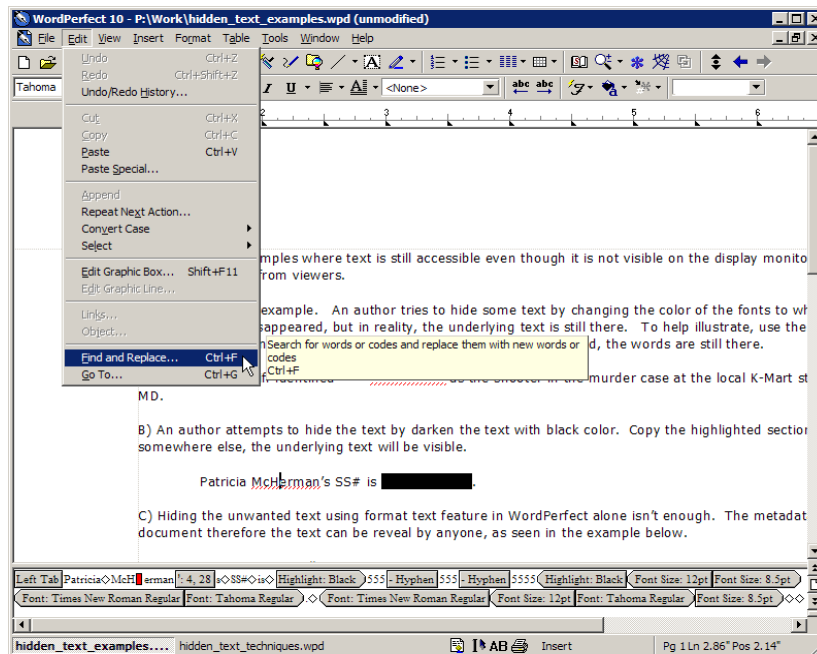 WordPerfect 10 - P:\Work\hidden_text_examples.wpd (unmodified)
File Edit View Insert Format Table Tools Window Help
Undo Ctrl+Z
Redo Ctrl+Shift+Z
Undo/Redo History...
Cut Ctrl+X
Copy Ctrl+C
Paste Ctrl+V
Paste Special...
Append
Repeat Next Action...
Convert Case
Select
Edit Graphic Box... Shift+F11
Edit Graphic Line...
Links...
Object...
Find and Replace... Ctrl+F
Go To... Ctrl+G
Tahoma I U A <None> abc abc
2 3 4 5 6
mples where text is still accessible even though it is not visible on the display monito
from viewers.
example. An author tries to hide some text by changing the color of the fonts to wh
sappeared, but in reality, the underlying text is still there. To help illustrate, use the
d, the words are still there.
Search for words or codes and replace them with new words or
codes
Ctrl+F
identified as the shooter in the murder case at the local K-Mart st
MD.
B) An author attempts to hide the text by darken the text with black color. Copy the highlighted section
somewhere else, the underlying text will be visible.
Patricia McHerman's SS# is .
C) Hiding the unwanted text using format text feature in WordPerfect alone isn't enough. The metadat
document therefore the text can be reveal by anyone, as seen in the example below.
Left Tab Patricia◇McH erman ': 4, 28 s◇SS#◇is◇ Highlight: Black 555 - Hyphen 555 - Hyphen 5555 Highlight: Black Font Size: 12pt Font Size: 8.5pt
Font: Times New Roman Regular Font: Tahoma Regular .◇ Font: Times New Roman Regular Font Size: 12pt Font: Tahoma Regular Font Size: 8.5pt ◇◇
hidden_text_examples.... hidden_text_techniques.wpd AB Insert Pg 1 Ln 2.86" Pos 2.14"